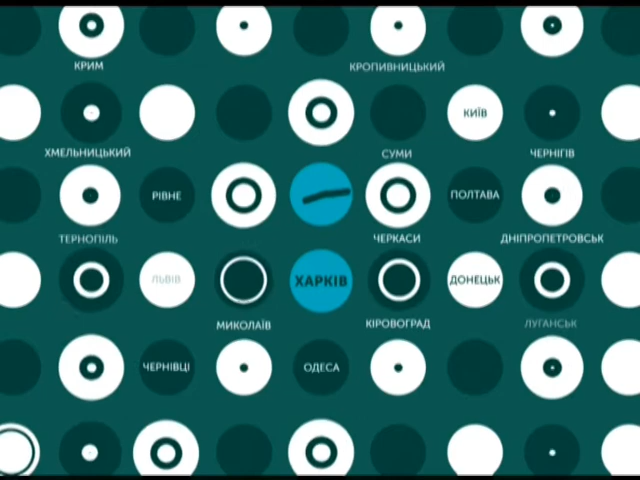 КРИМ
КРОПИВНИЦЬКИЙ
КИЇВ
ХМЕЛЬНИЦЬКИЙ
СУМИ
ЧЕРНІГІВ
РІВНЕ
ПОЛТАВА
ТЕРНОПІЛЬ
ЧЕРКАСИ
ДНІПРОПЕТРОВСЬК
ЛЬВІВ
ХАРКІВ
ДОНЕЦЬК
МИКОЛАЇВ
КІРОВОГРАД
ЛУГАНСЬК
ЧЕРНІВЦІ
ОДЕСА